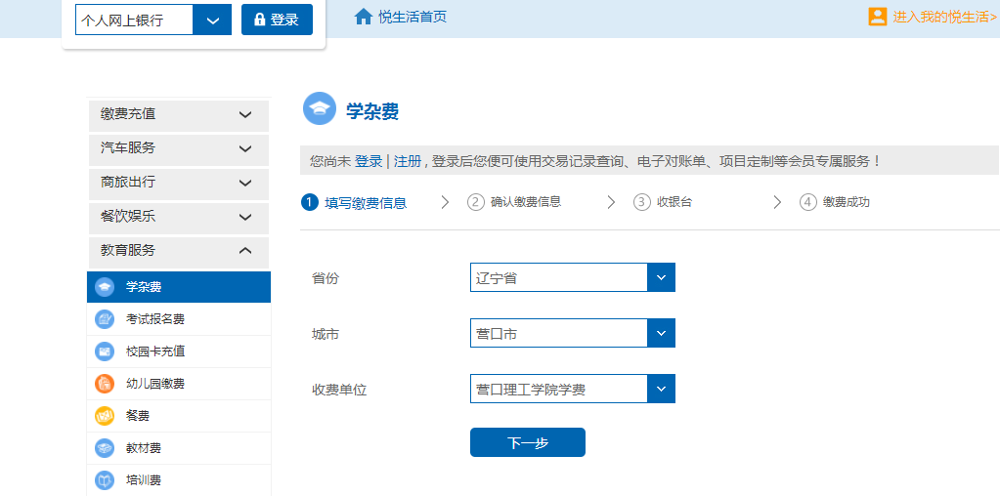 个人网上银行 登录 悦生活首页 进入我的悦生活>
学杂费
缴费充值
汽车服务
商旅出行
餐饮娱乐
教育服务
学杂费
考试报名费
校园卡充值
幼儿园缴费
餐费
教材费
培训费
您尚未 登录 | 注册 , 登录后您便可使用交易记录查询、电子对账单、项目定制等会员专属服务！
1 填写缴费信息 2 确认缴费信息 3 收银台 4 缴费成功
省份 辽宁省
城市 营口市
收费单位 营口理工学院学费
下一步